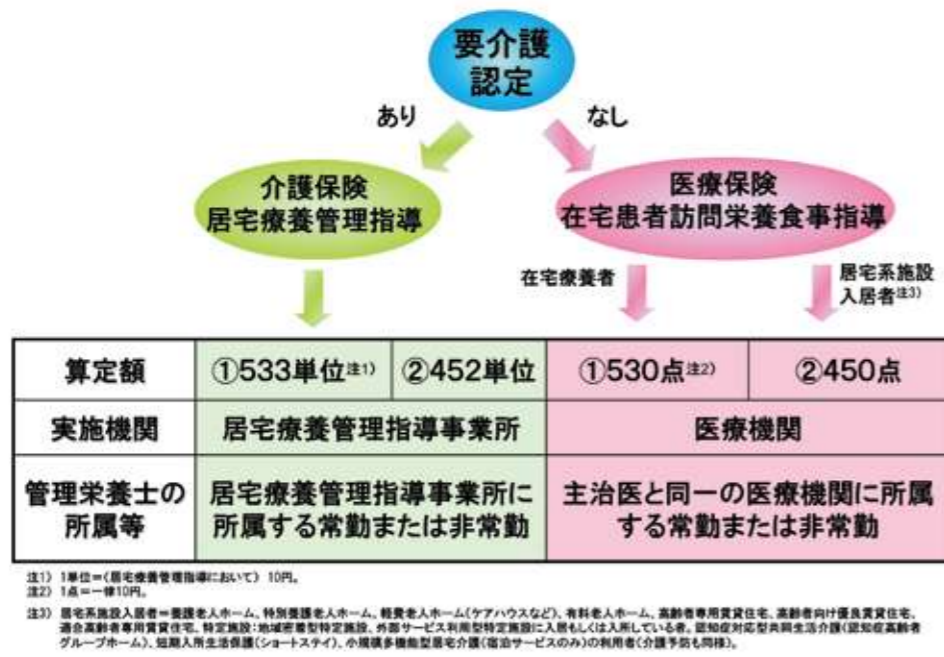 要介護
認定
あり
なし
介護保険
居宅療養管理指導
医療保険
在宅患者訪問栄養食事指導
在宅療養者
居宅系施設
入居者注3)
算定額 ①533単位注1) ②452単位 ①530点注2) ②450点
実施機関 居宅療養管理指導事業所 医療機関
管理栄養士の 居宅療養管理指導事業所に 主治医と同一の医療機関に所属
所属等 所属する常勤または非常勤 する常勤または非常勤
注1) 1単位=(居宅療養管理指導において) 10円。
注2) 1点=一律10円。
注3) 居宅系施設入居者=養護老人ホーム、特別養護老人ホーム、軽費老人ホーム(ケアハウスなど)、有料老人ホーム、高齢者専用賃貸住宅、高齢者向け優良賃貸住宅、
適合高齢者専用賃貸住宅、特定施設:地域密着型特定施設、外部サービス利用型特定施設に入居もしくは入所している者、認知症対応型共同生活介護(認知症高齢者
グループホーム)、短期入所生活保護(ショートステイ)、小規模多機能型居宅介護(宿泊サービスのみ)の利用者(介護予防も同様)。